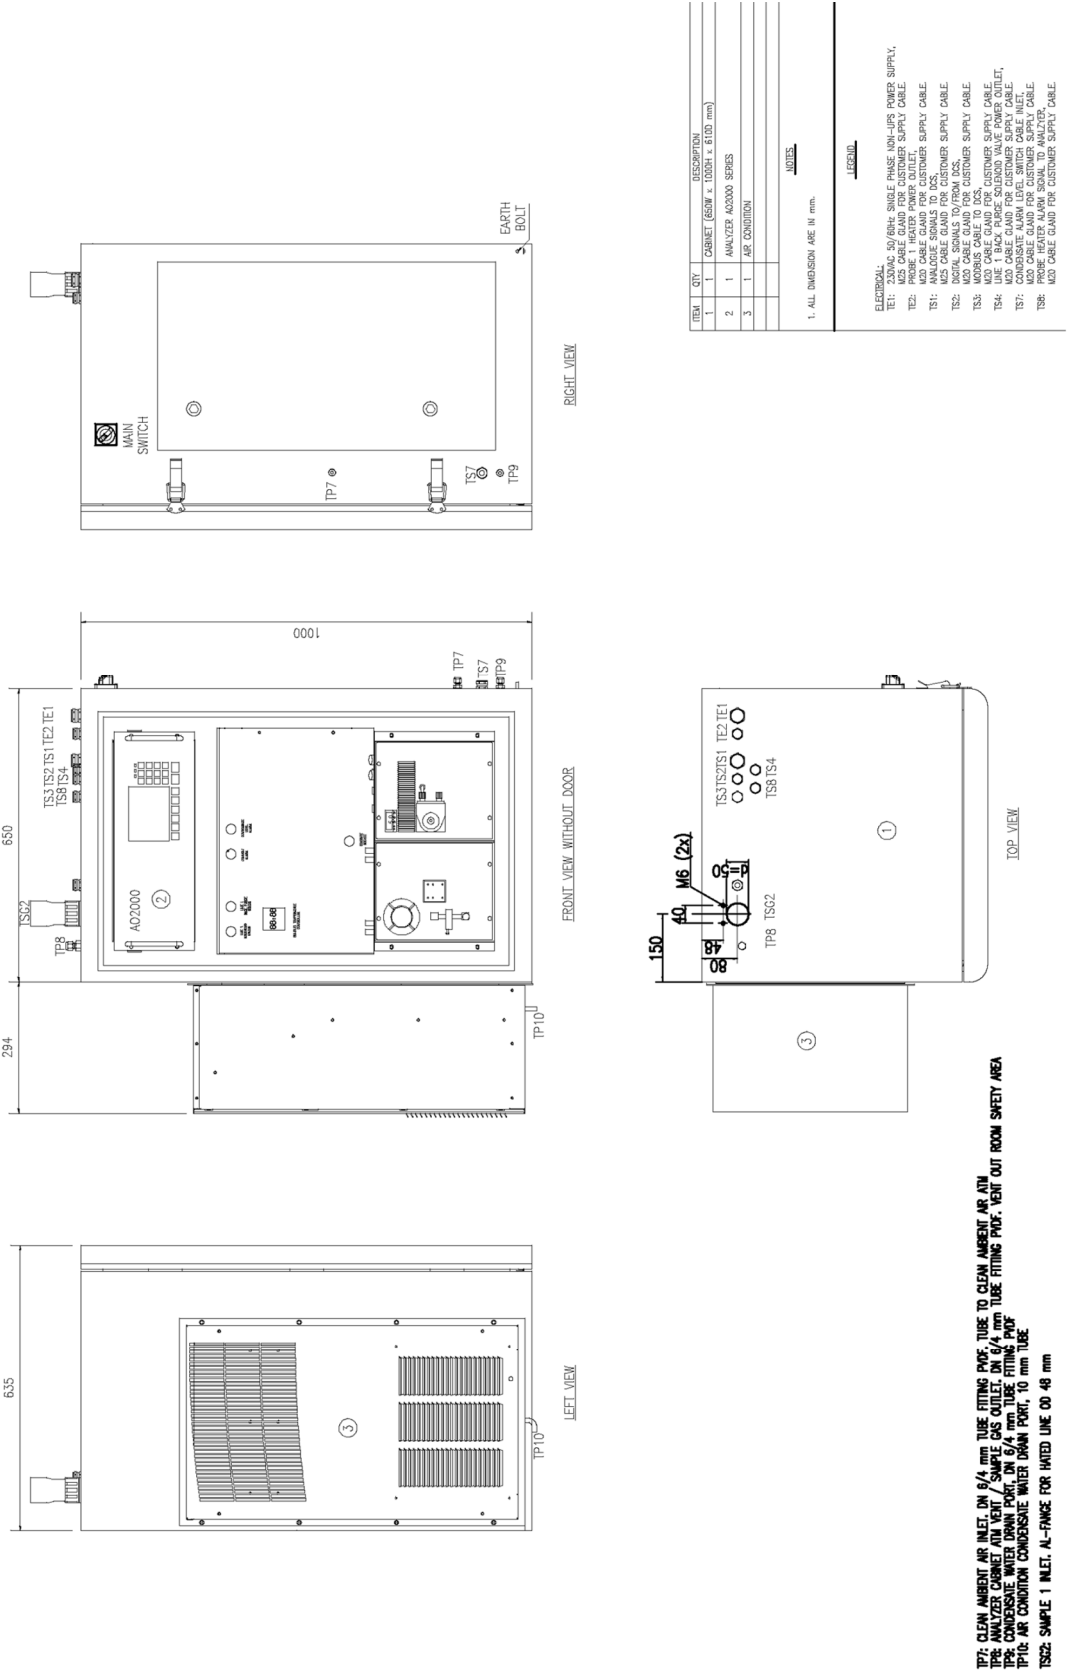 635
TP10
LEFT VIEW
294
650
TSG2
TP8
TS3 TS2 TS1 TE2 TE1
TS8 TS4
AO2000
2
88:88
1000
TP7
TS7
TP9
TP10
3
FRONT VIEW WITHOUT DOOR
MAIN
SWITCH
TP7
TS7
TP9
EARTH
BOLT
RIGHT VIEW
150
40
M6 (2x)
d=50
48
80
TP8
TSG2
TS3TS2TS1 TE2 TE1
TS8 TS4
1
3
TOP VIEW
ITEM QTY DESCRIPTION
1 1 CABINET (650W x 1000H x 610D mm)
2 1 ANALYZER AO2000 SERIES
3 1 AIR CONDITION
NOTES
1. ALL DIMENSION ARE IN mm.
LEGEND
ELECTRICAL:
TE1: 230VAC 50/60Hz SINGLE PHASE NON-UPS POWER SUPPLY,
M25 CABLE GLAND FOR CUSTOMER SUPPLY CABLE.
TE2: PROBE 1 HEATER POWER OUTLET,
M20 CABLE GLAND FOR CUSTOMER SUPPLY CABLE.
TS1: ANALOGUE SIGNALS TO DCS,
M25 CABLE GLAND FOR CUSTOMER SUPPLY CABLE.
TS2: DIGITAL SIGNALS TO/FROM DCS,
M20 CABLE GLAND FOR CUSTOMER SUPPLY CABLE.
TS3: MODBUS CABLE TO DCS,
M20 CABLE GLAND FOR CUSTOMER SUPPLY CABLE.
TS4: LINE 1 BACK PURGE SOLENOID VALVE POWER OUTLET,
M20 CABLE GLAND FOR CUSTOMER SUPPLY CABLE.
TS7: CONDENSATE ALARM LEVEL SWITCH CABLE INLET,
M20 CABLE GLAND FOR CUSTOMER SUPPLY CABLE.
TS8: PROBE HEATER ALARM SIGNAL TO ANALYZER,
M20 CABLE GLAND FOR CUSTOMER SUPPLY CABLE.
TP7: CLEAN AMBIENT AIR INLET. DN 6/4 mm TUBE FITTING PVDF. TUBE TO CLEAN AMBIENT AIR ATM
TP8: ANALYZER CABINET ATM VENT / SAMPLE GAS OUTLET. DN 6/4 mm TUBE FITTING PVDF. VENT OUT ROOM SAFETY AREA
TP9: CONDENSATE WATER DRAIN PORT, DN 6/4 mm TUBE FITTING PVDF
TP10: AIR CONDITION CONDENSATE WATER DRAIN PORT, 10 mm TUBE
TSG2: SAMPLE 1 INLET. AL-FANGE FOR HATED LINE OD 48 mm